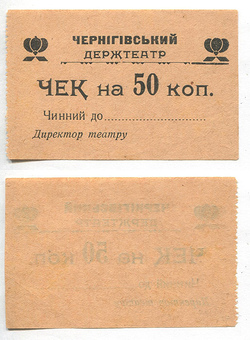 ЧЕРНІГІВСЬКИЙ
ДЕРЖТЕАТР
ЧЕК на 50 коп.
Чинний до....................
Директор театру